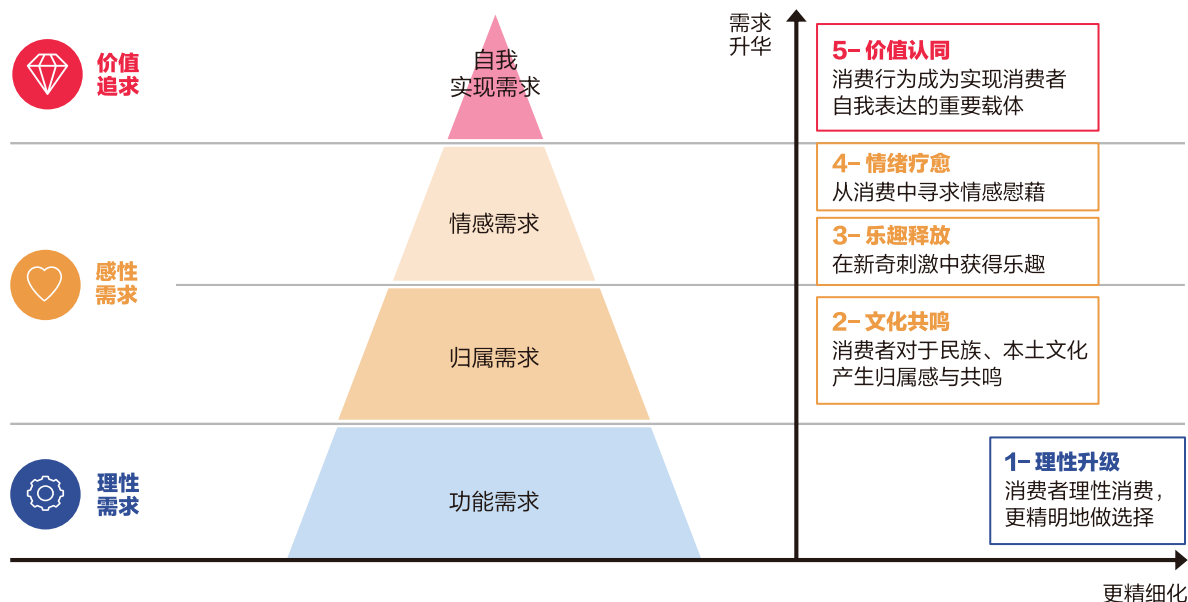 价值
追求
自我
实现需求
需求
升华
5– 价值认同
消费行为成为实现消费者
自我表达的重要载体
感性
需求
情感需求
4– 情绪疗愈
从消费中寻求情感慰藉
3– 乐趣释放
在新奇刺激中获得乐趣
归属需求
2– 文化共鸣
消费者对于民族、本土文化
产生归属感与共鸣
理性
需求
功能需求
1– 理性升级
消费者理性消费，
更精明地做选择
更精细化